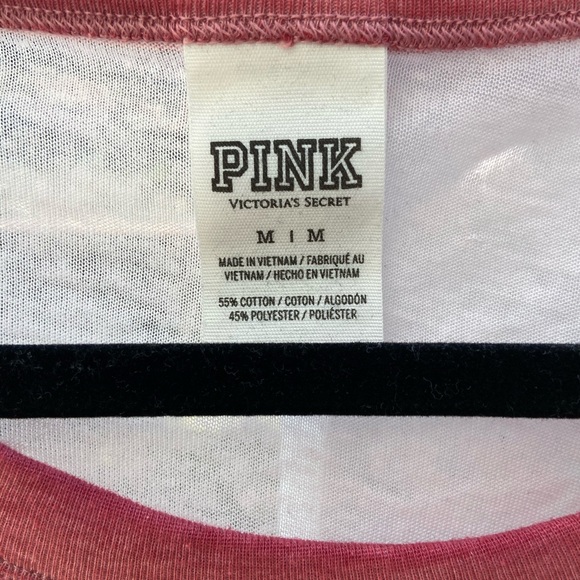 PINK
VICTORIA'S SECRET
M | M
MADE IN VIETNAM / FABRIQUÉ AU
VIETNAM / HECHO EN VIETNAM
55% COTTON / COTON / ALGODÓN
45% POLYESTER / POLIÉSTER